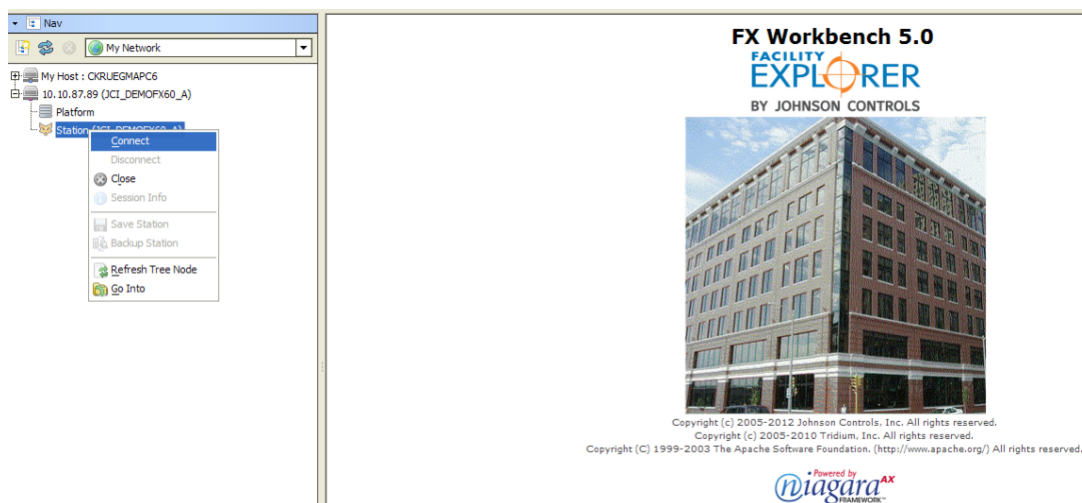 Nav
My Network
My Host : CKRUEGMAPC6
10.10.87.89 (JCI_DEMOFX60_A)
Platform
Station (JCI_DEMOFX60_A)
Connect
Disconnect
Close
Session Info
Save Station
Backup Station
Refresh Tree Node
Go Into
FX Workbench 5.0
FACILITY
EXPLORER
BY JOHNSON CONTROLS
Copyright (c) 2005-2012 Johnson Controls, Inc. All rights reserved.
Copyright (c) 2005-2010 Tridium, Inc. All rights reserved.
Copyright (C) 1999-2003 The Apache Software Foundation. (http://www.apache.org/) All rights reserved.
Powered by
niagaraAX
FRAMEWORK